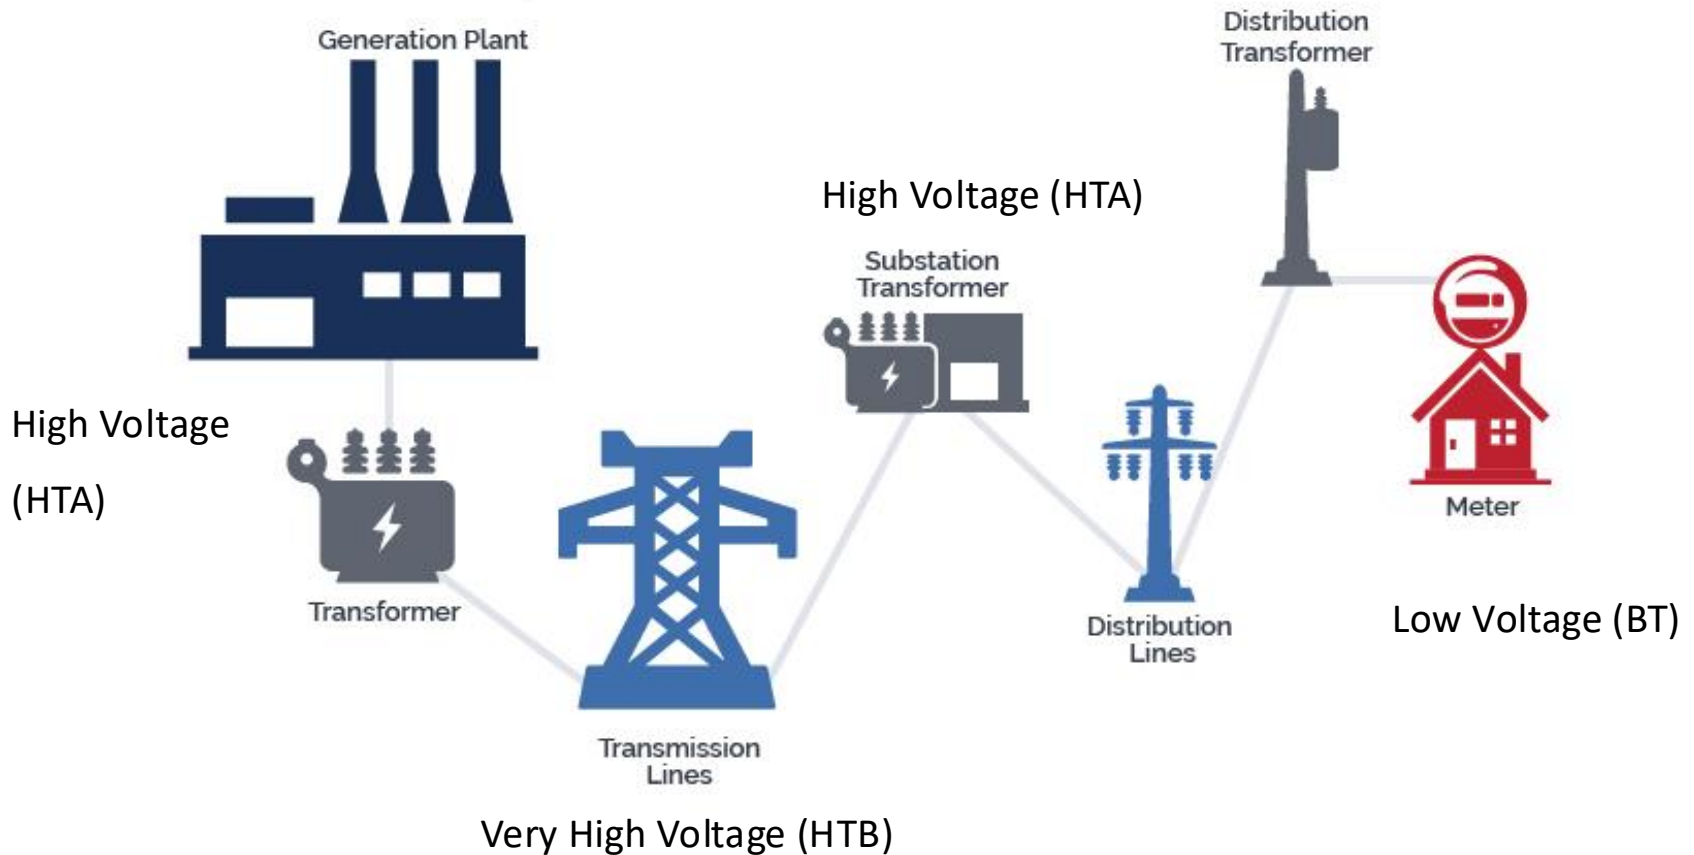 Generation Plant
Distribution
Transformer
High Voltage (HTA)
Substation
Transformer
High Voltage
(HTA)
Transformer
Meter
Distribution
Lines
Low Voltage (BT)
Transmission
Lines
Very High Voltage (HTB)